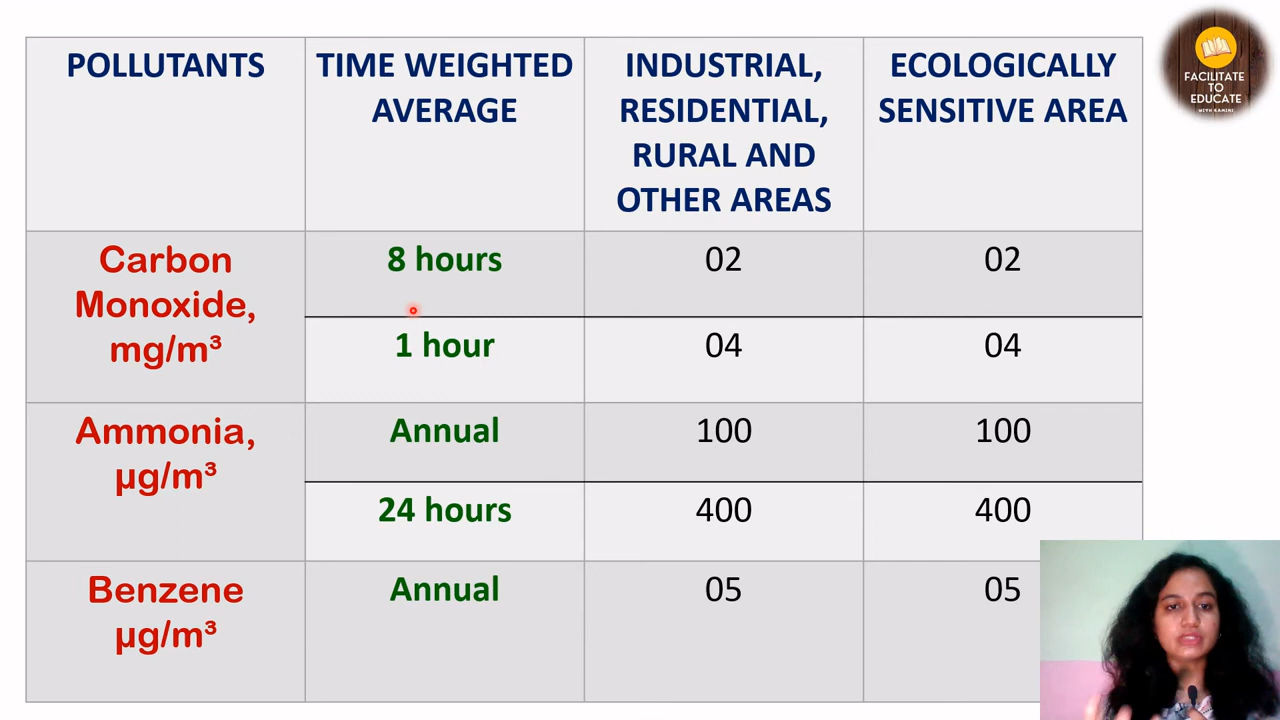 POLLUTANTS
TIME WEIGHTED
AVERAGE
INDUSTRIAL,
RESIDENTIAL,
RURAL AND
OTHER AREAS
ECOLOGICALLY
SENSITIVE AREA
Carbon
Monoxide,
mg/m³
8 hours
02
02
1 hour
04
04
Ammonia,
µg/m³
Annual
100
100
24 hours
400
400
Benzene
µg/m³
Annual
05
05
FACILITATE
TO
EDUCATE
WITH KAMINI